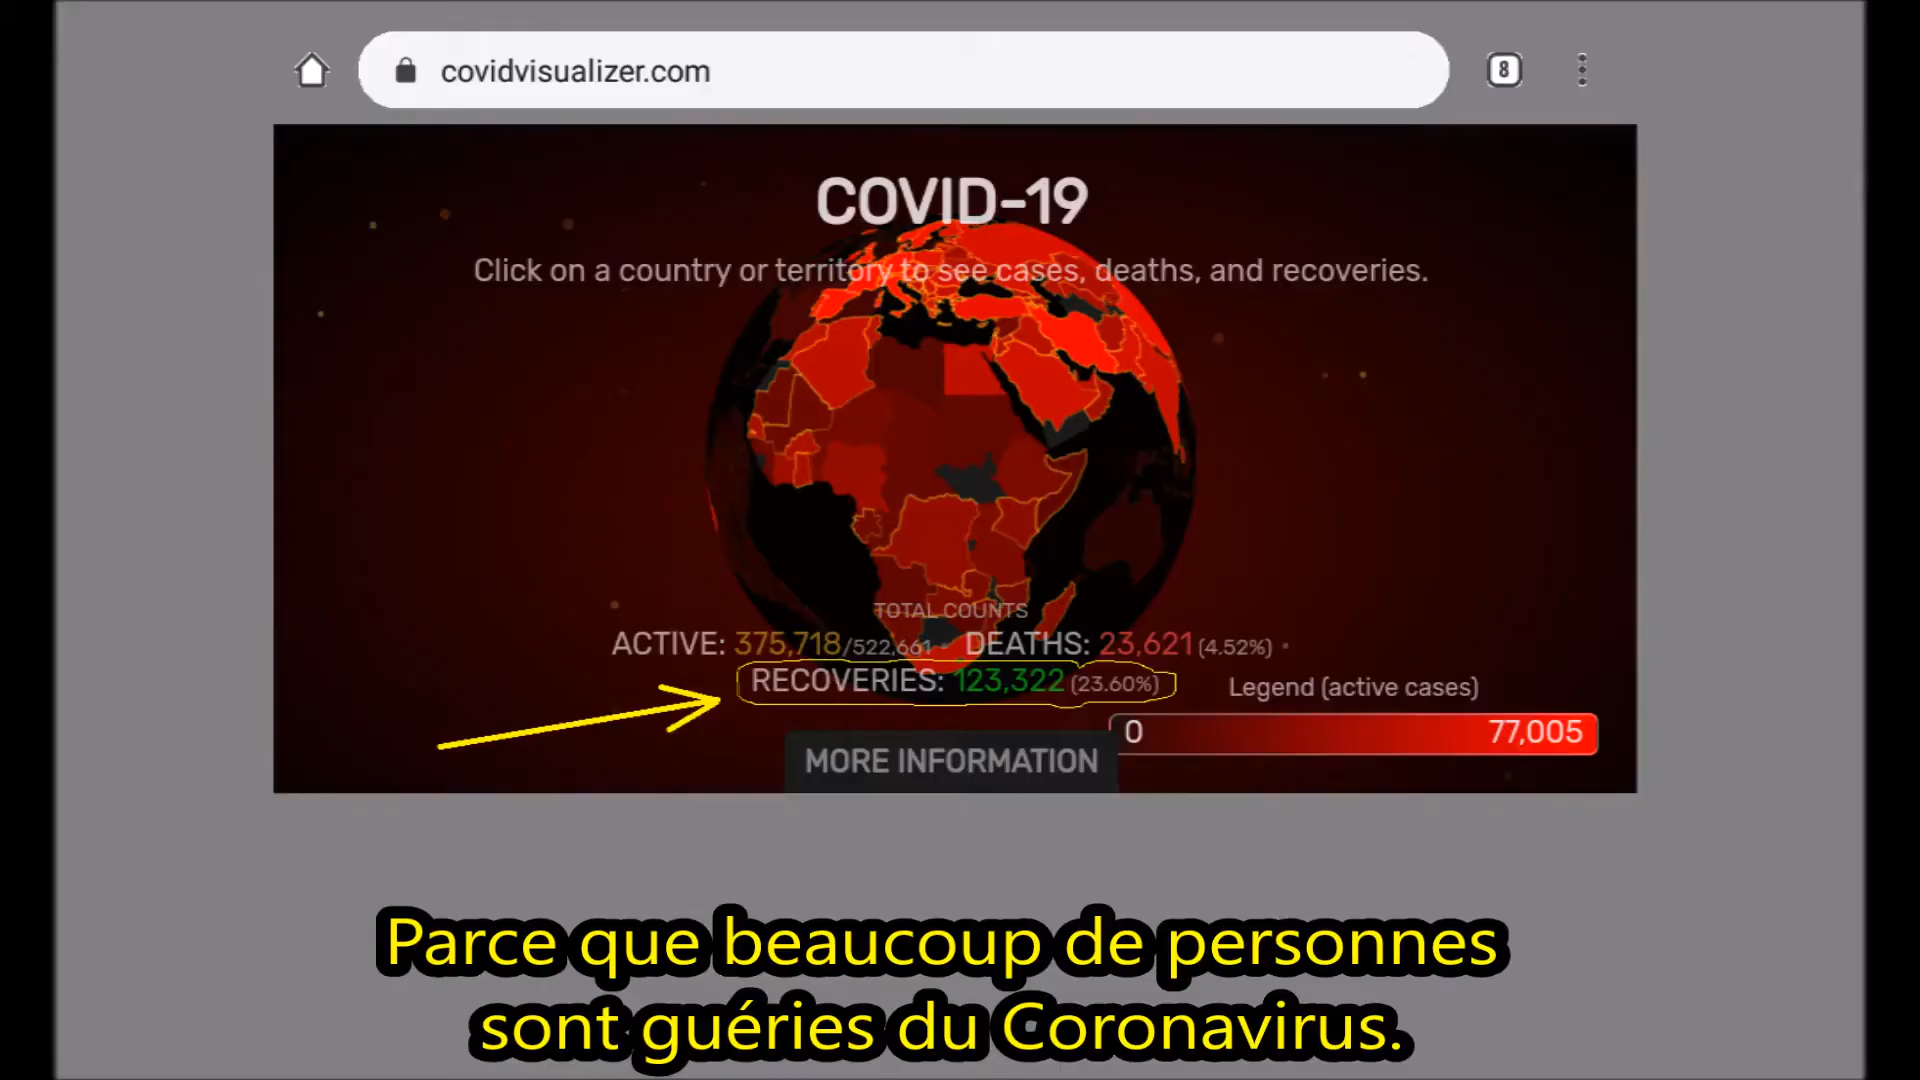 covidvisualizer.com
8
COVID-19
Click on a country or territory to see cases, deaths, and recoveries.
TOTAL COUNTS
ACTIVE: 375,718/522,661 · DEATHS: 23,621 (4.52%) ·
RECOVERIES: 123,322 (23.60%)
Legend (active cases)
0 77,005
MORE INFORMATION
Parce que beaucoup de personnes
sont guéries du Coronavirus.